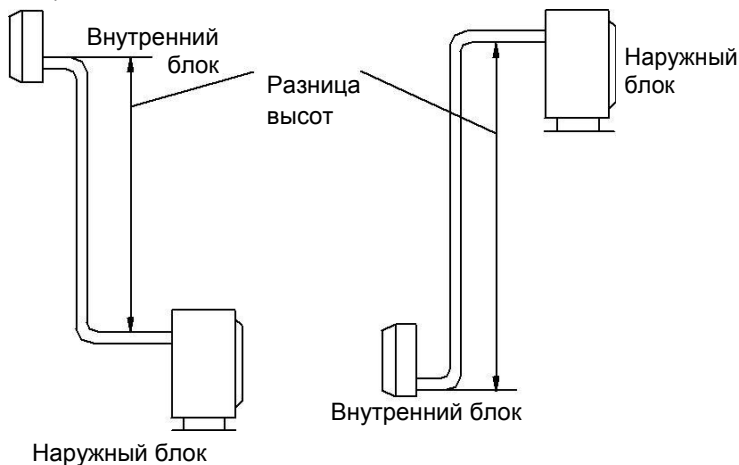 Внутренний
блок
Разница
высот
Наружный
блок
Внутренний блок
Наружный блок